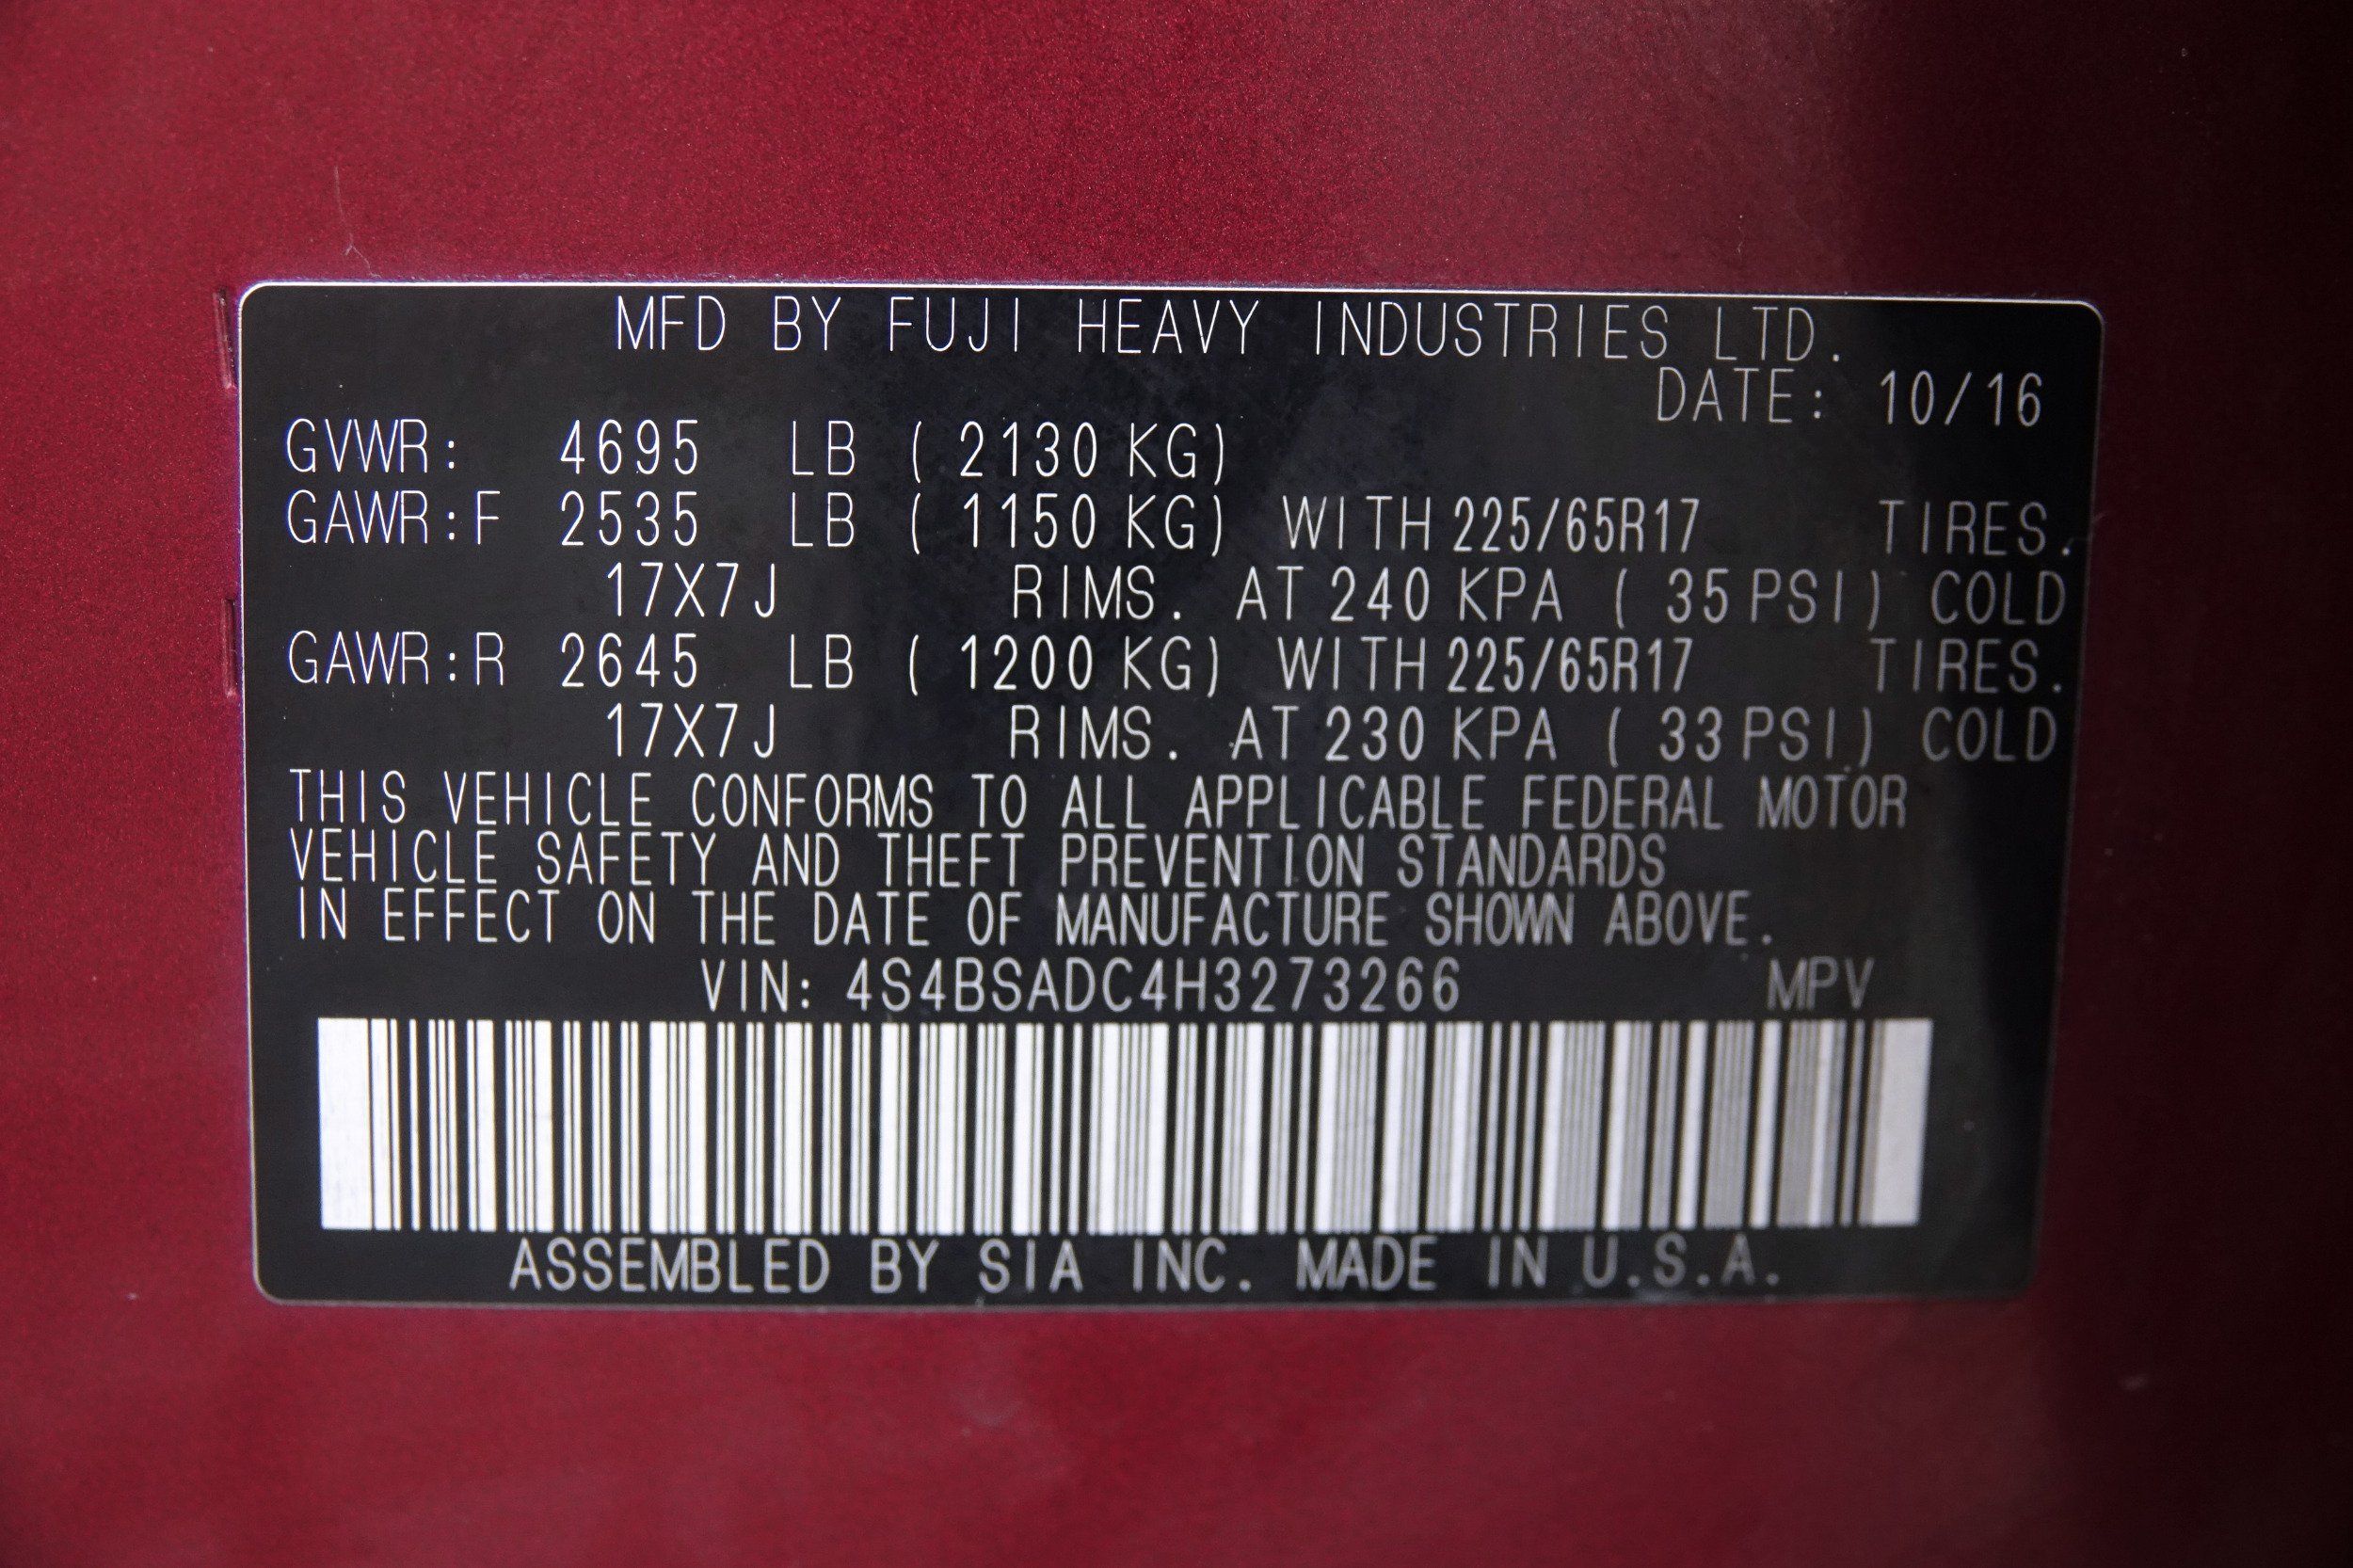 MFD BY FUJI HEAVY INDUSTRIES LTD.
DATE: 10/16
GVWR: 4695 LB ( 2130 KG)
GAWR:F 2535 LB ( 1150 KG) WITH 225/65R17 TIRES.
17X7J RIMS. AT 240 KPA ( 35 PSI) COLD
GAWR:R 2645 LB ( 1200 KG) WITH 225/65R17 TIRES.
17X7J RIMS. AT 230 KPA ( 33 PSI) COLD
THIS VEHICLE CONFORMS TO ALL APPLICABLE FEDERAL MOTOR
VEHICLE SAFETY AND THEFT PREVENTION STANDARDS
IN EFFECT ON THE DATE OF MANUFACTURE SHOWN ABOVE.
VIN: 4S4BSADC4H3273266 MPV
ASSEMBLED BY SIA INC. MADE IN U.S.A.